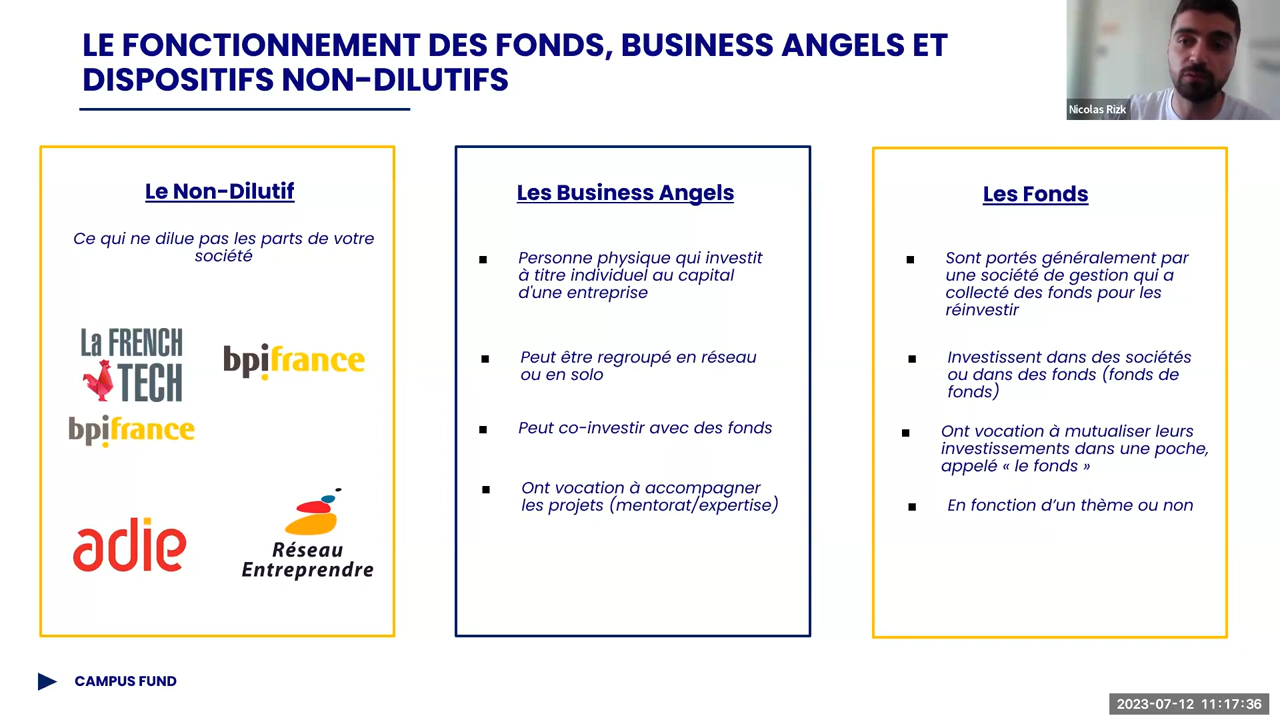 LE FONCTIONNEMENT DES FONDS, BUSINESS ANGELS ET
DISPOSITIFS NON-DILUTIFS
Nicolas Rizk
Le Non-Dilutif
Ce qui ne dilue pas les parts de votre
société
La FRENCH
TECH
bpifrance
bpifrance
adie
Réseau
Entreprendre
Les Business Angels
▪ Personne physique qui investit
à titre individuel au capital
d'une entreprise
▪ Peut être regroupé en réseau
ou en solo
▪ Peut co-investir avec des fonds
▪ Ont vocation à accompagner
les projets (mentorat/expertise)
Les Fonds
▪ Sont portés généralement par
une société de gestion qui a
collecté des fonds pour les
réinvestir
▪ Investissent dans des sociétés
ou dans des fonds (fonds de
fonds)
▪ Ont vocation à mutualiser leurs
investissements dans une poche,
appelé « le fonds »
▪ En fonction d’un thème ou non
CAMPUS FUND
2023-07-12 11:17:36